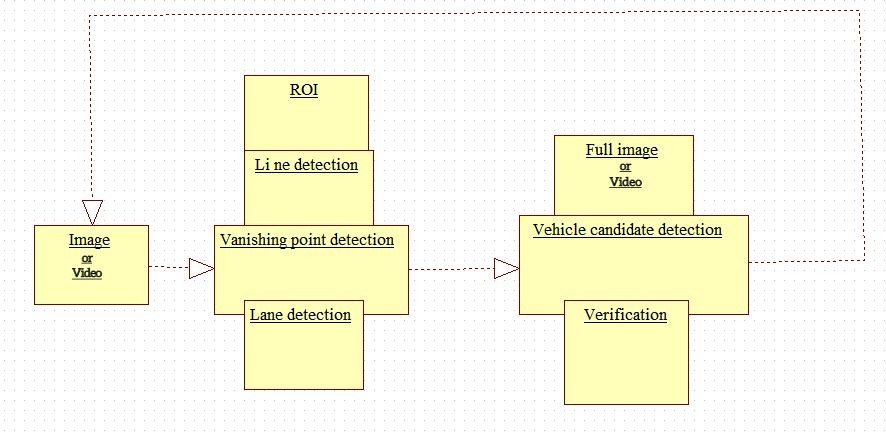 ROI
Li ne detection
Full image
or
Video
Image
or
Video
Vanishing point detection
Vehicle candidate detection
Lane detection
Verification